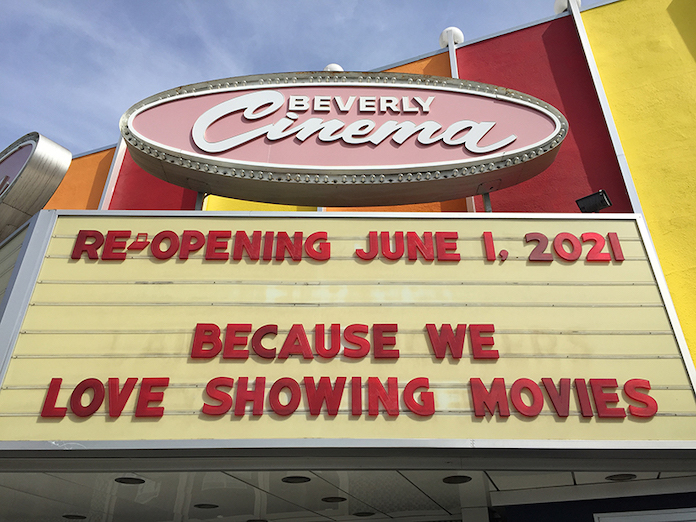 BEVERLY
Cinema
RE-OPENING JUNE 1, 2021
BECAUSE WE
LOVE SHOWING MOVIES